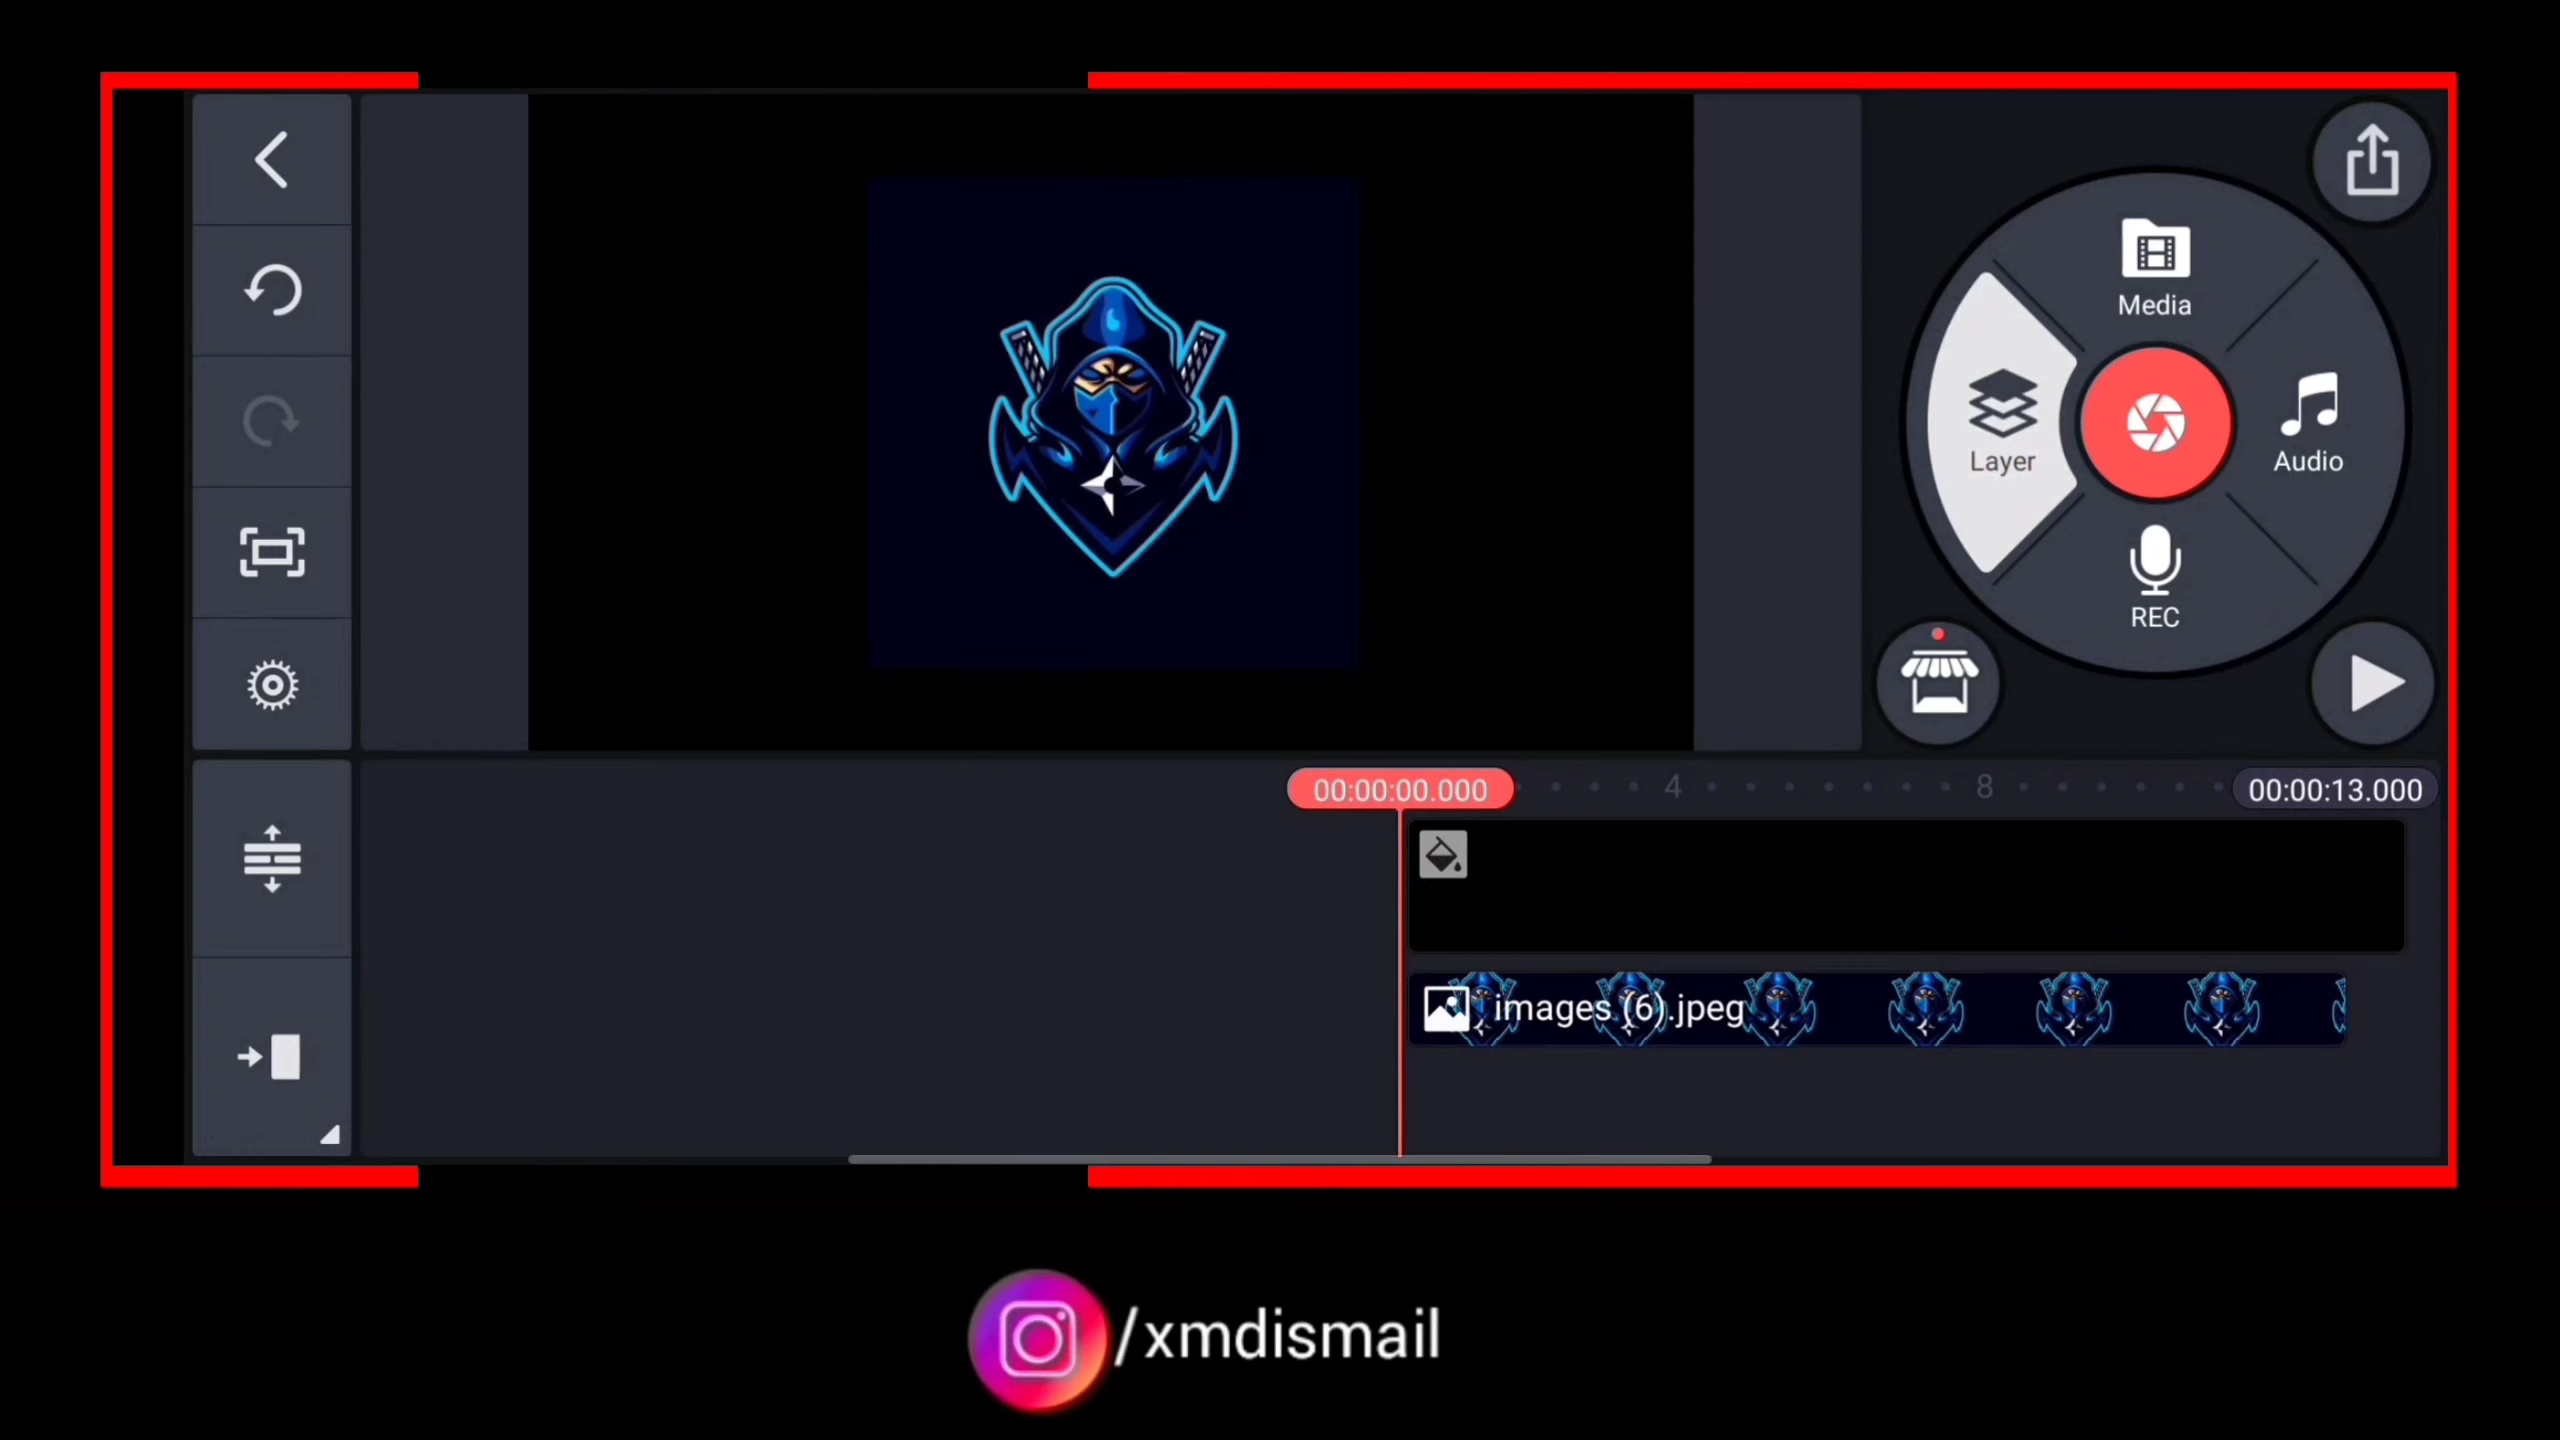 Media
Layer
Audio
REC
00:00:00.000
4
8
00:00:13.000
images (6).jpeg
/xmdismail